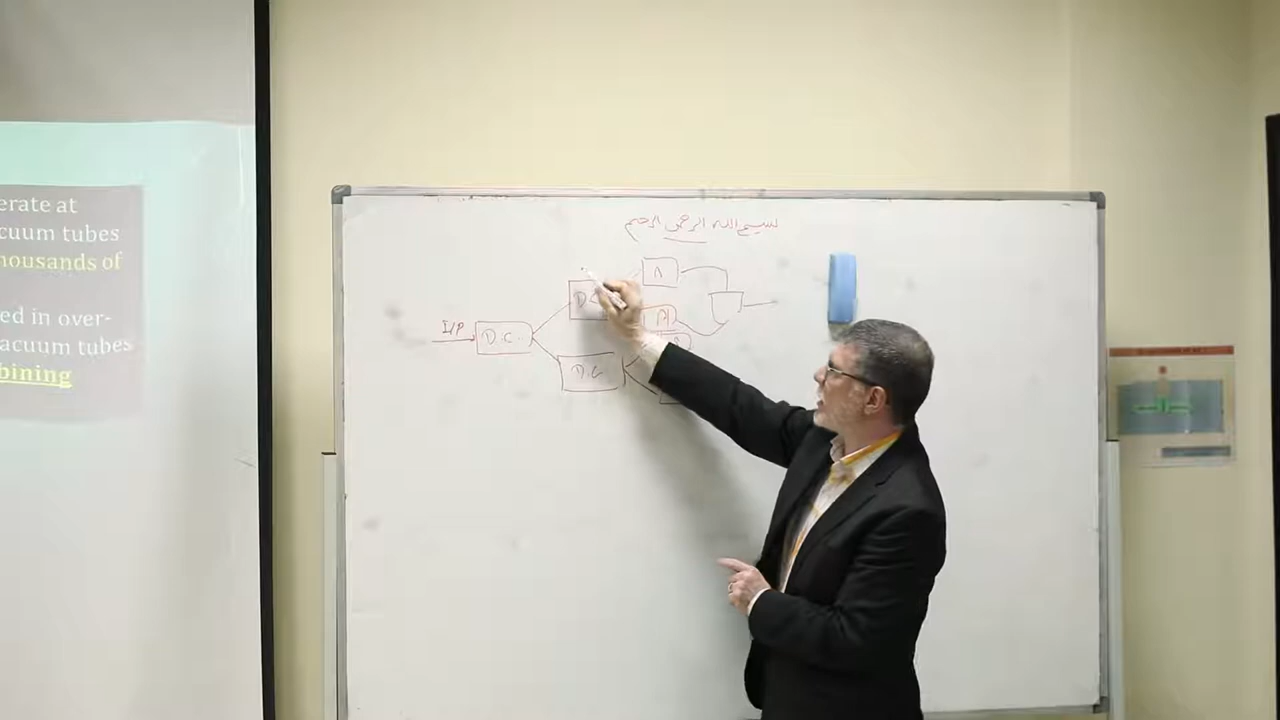 erate at
cuum tubes
housands of
ed in over-
acuum tubes
bining
بسم الله الرحمن الرحيم
A
I/P
D.C.
A
D.C